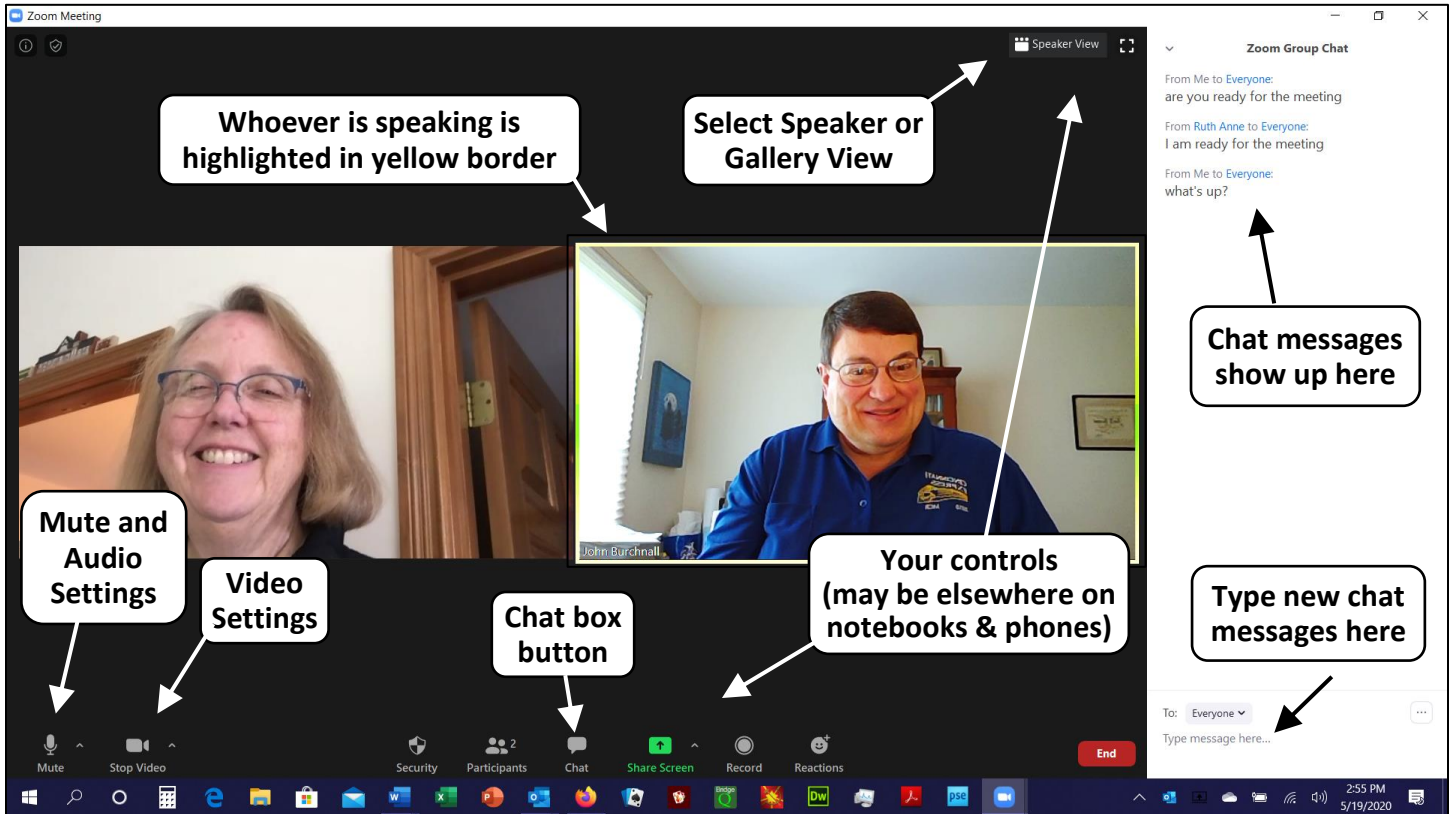 Zoom Meeting
Speaker View
Whoever is speaking is
highlighted in yellow border
Select Speaker or
Gallery View
John Burchnall
Mute and
Audio
Settings
Video
Settings
Chat box
button
Your controls
(may be elsewhere on
notebooks & phones)
Zoom Group Chat
From Me to Everyone:
are you ready for the meeting
From Ruth Anne to Everyone:
I am ready for the meeting
From Me to Everyone:
what's up?
Chat messages
show up here
Type new chat
messages here
To: Everyone
Type message here...
Mute
Stop Video
Security
Participants 2
Chat
Share Screen
Record
Reactions
End
Dw
pse
2:55 PM
5/19/2020